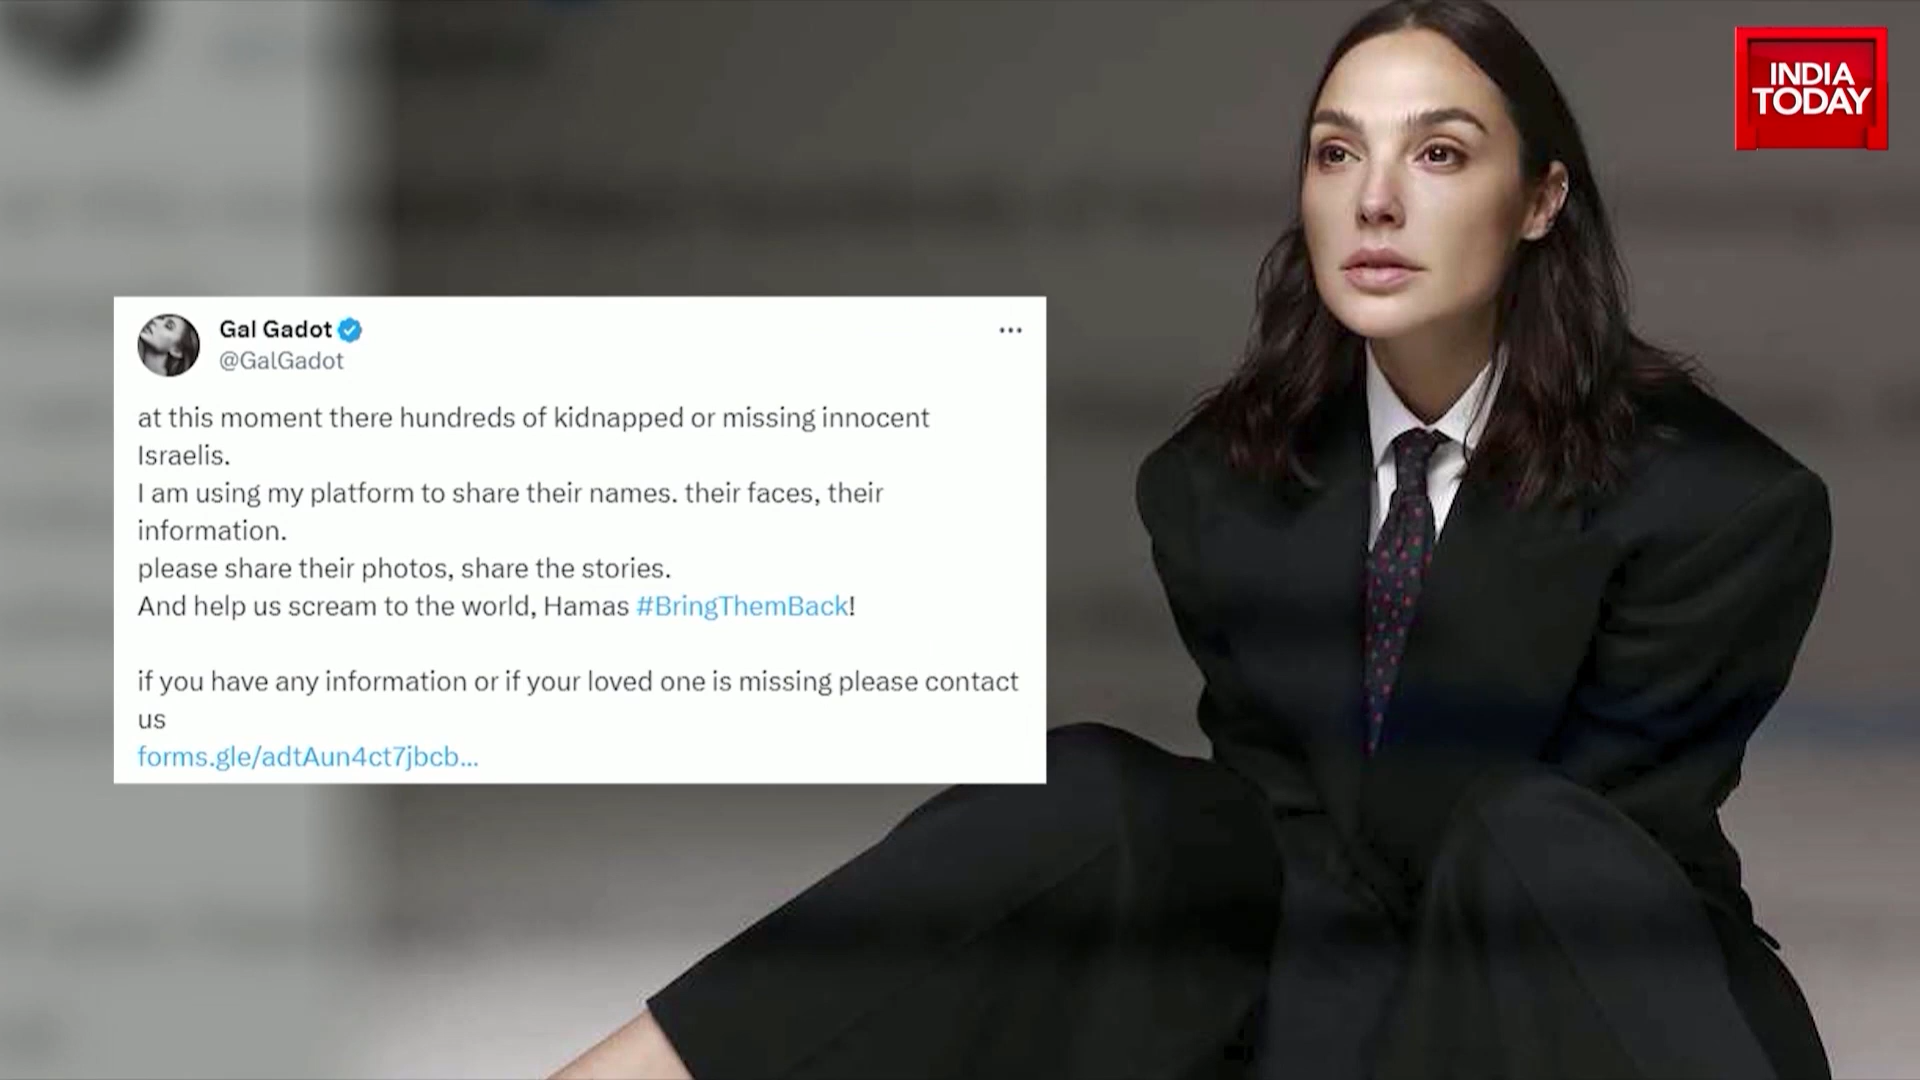 INDIA
TODAY
Gal Gadot
@GalGadot
at this moment there hundreds of kidnapped or missing innocent
Israelis.
I am using my platform to share their names. their faces, their
information.
please share their photos, share the stories.
And help us scream to the world, Hamas #BringThemBack!
if you have any information or if your loved one is missing please contact
us
forms.gle/adtAun4ct7jbcb...